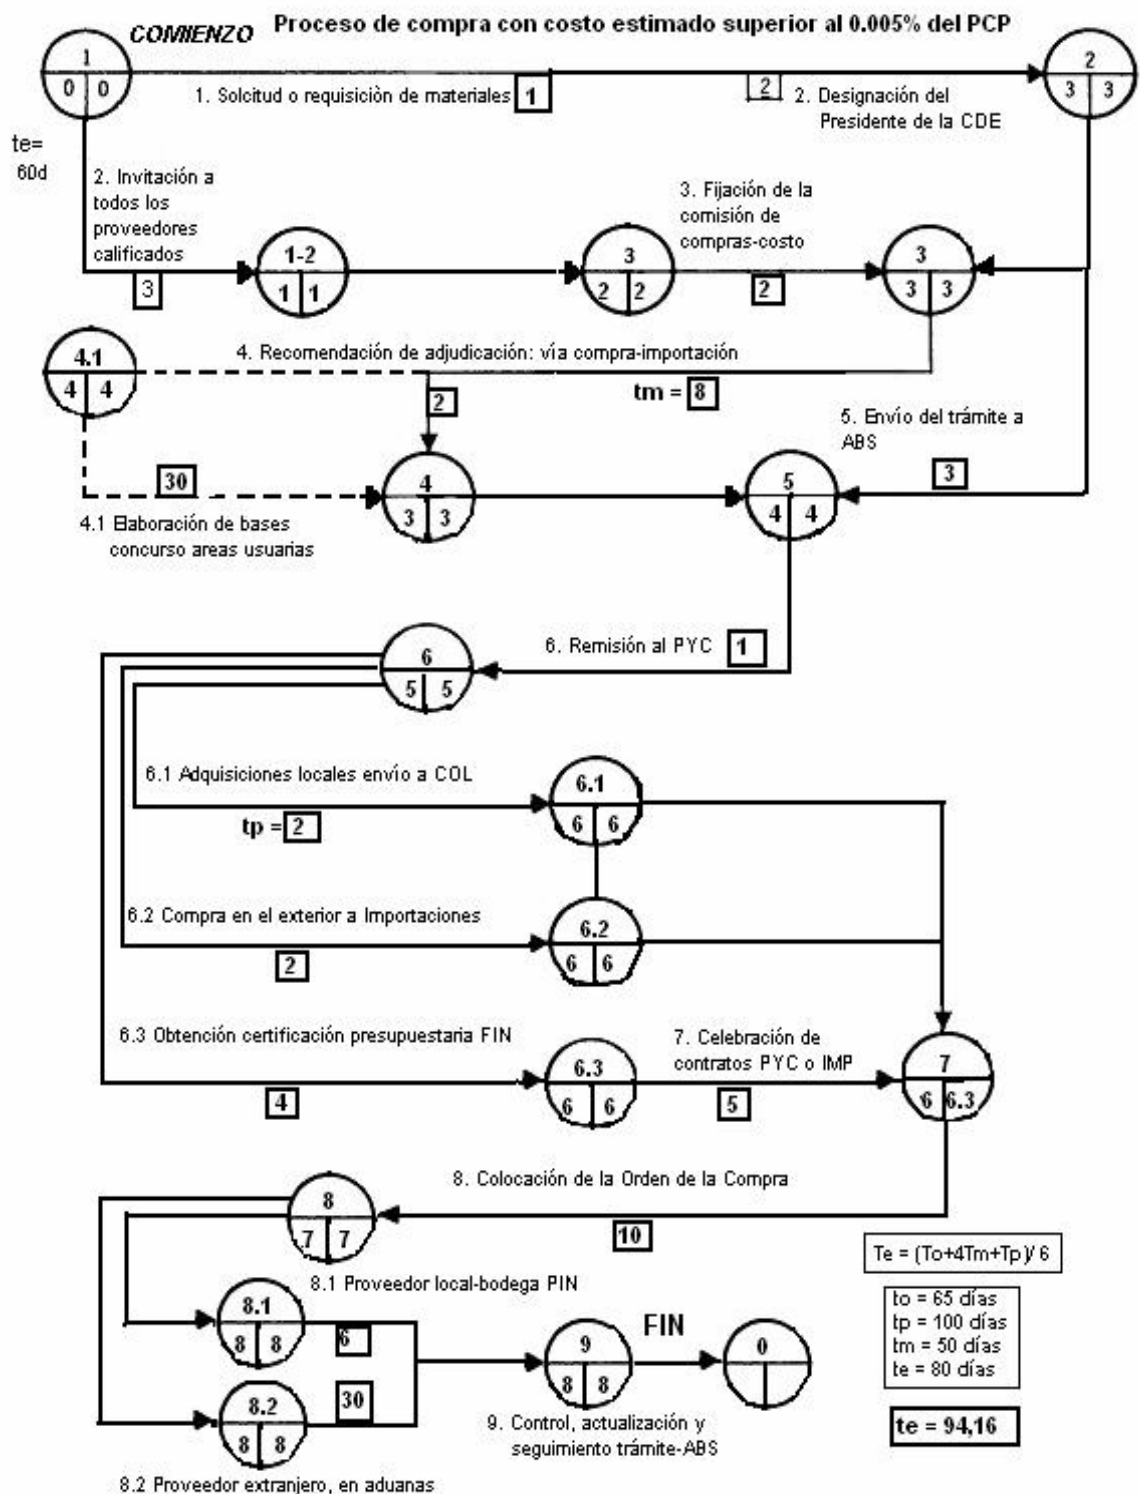 COMIENZO
Proceso de compra con costo estimado superior al 0.005% del PCP
1
0 0
1. Solcitud o requisiciòn de materiales
1
2
2. Designación del
Presidente de la CDE
2
3 3
te=
60d
2. Invitación a
todos los
proveedores
calificados
3
1-2
1 1
3
2 2
3. Fijación de la
comisión de
compras-costo
2
3
3 3
4.1
4 4
4. Recomendación de adjudicación: vía compra-importación
tm = 8
2
5. Envío del trámite a
ABS
3
30
4
3 3
5
4 4
4.1 Elaboración de bases
concurso areas usuarias
6
5 5
6. Remisión al PYC
1
6.1 Adquisiciones locales envío a COL
tp = 2
6.1
6 6
6.2 Compra en el exterior a Importaciones
2
6.2
6 6
6.3 Obtención certificación presupuestaria FIN
4
6.3
6 6
7. Celebración de
contratos PYC o IMP
5
7
6 6.3
8. Colocación de la Orden de la Compra
10
8
7 7
8.1 Proveedor local-bodega PIN
8.1
8 8
6
8.2
8 8
30
8.2 Proveedor extranjero, en aduanas
9
8 8
FIN
0
9. Control, actualización y
seguimiento trámite-ABS
Te = (To+4Tm+Tp)/ 6
to = 65 días
tp = 100 días
tm = 50 días
te = 80 días
te = 94,16